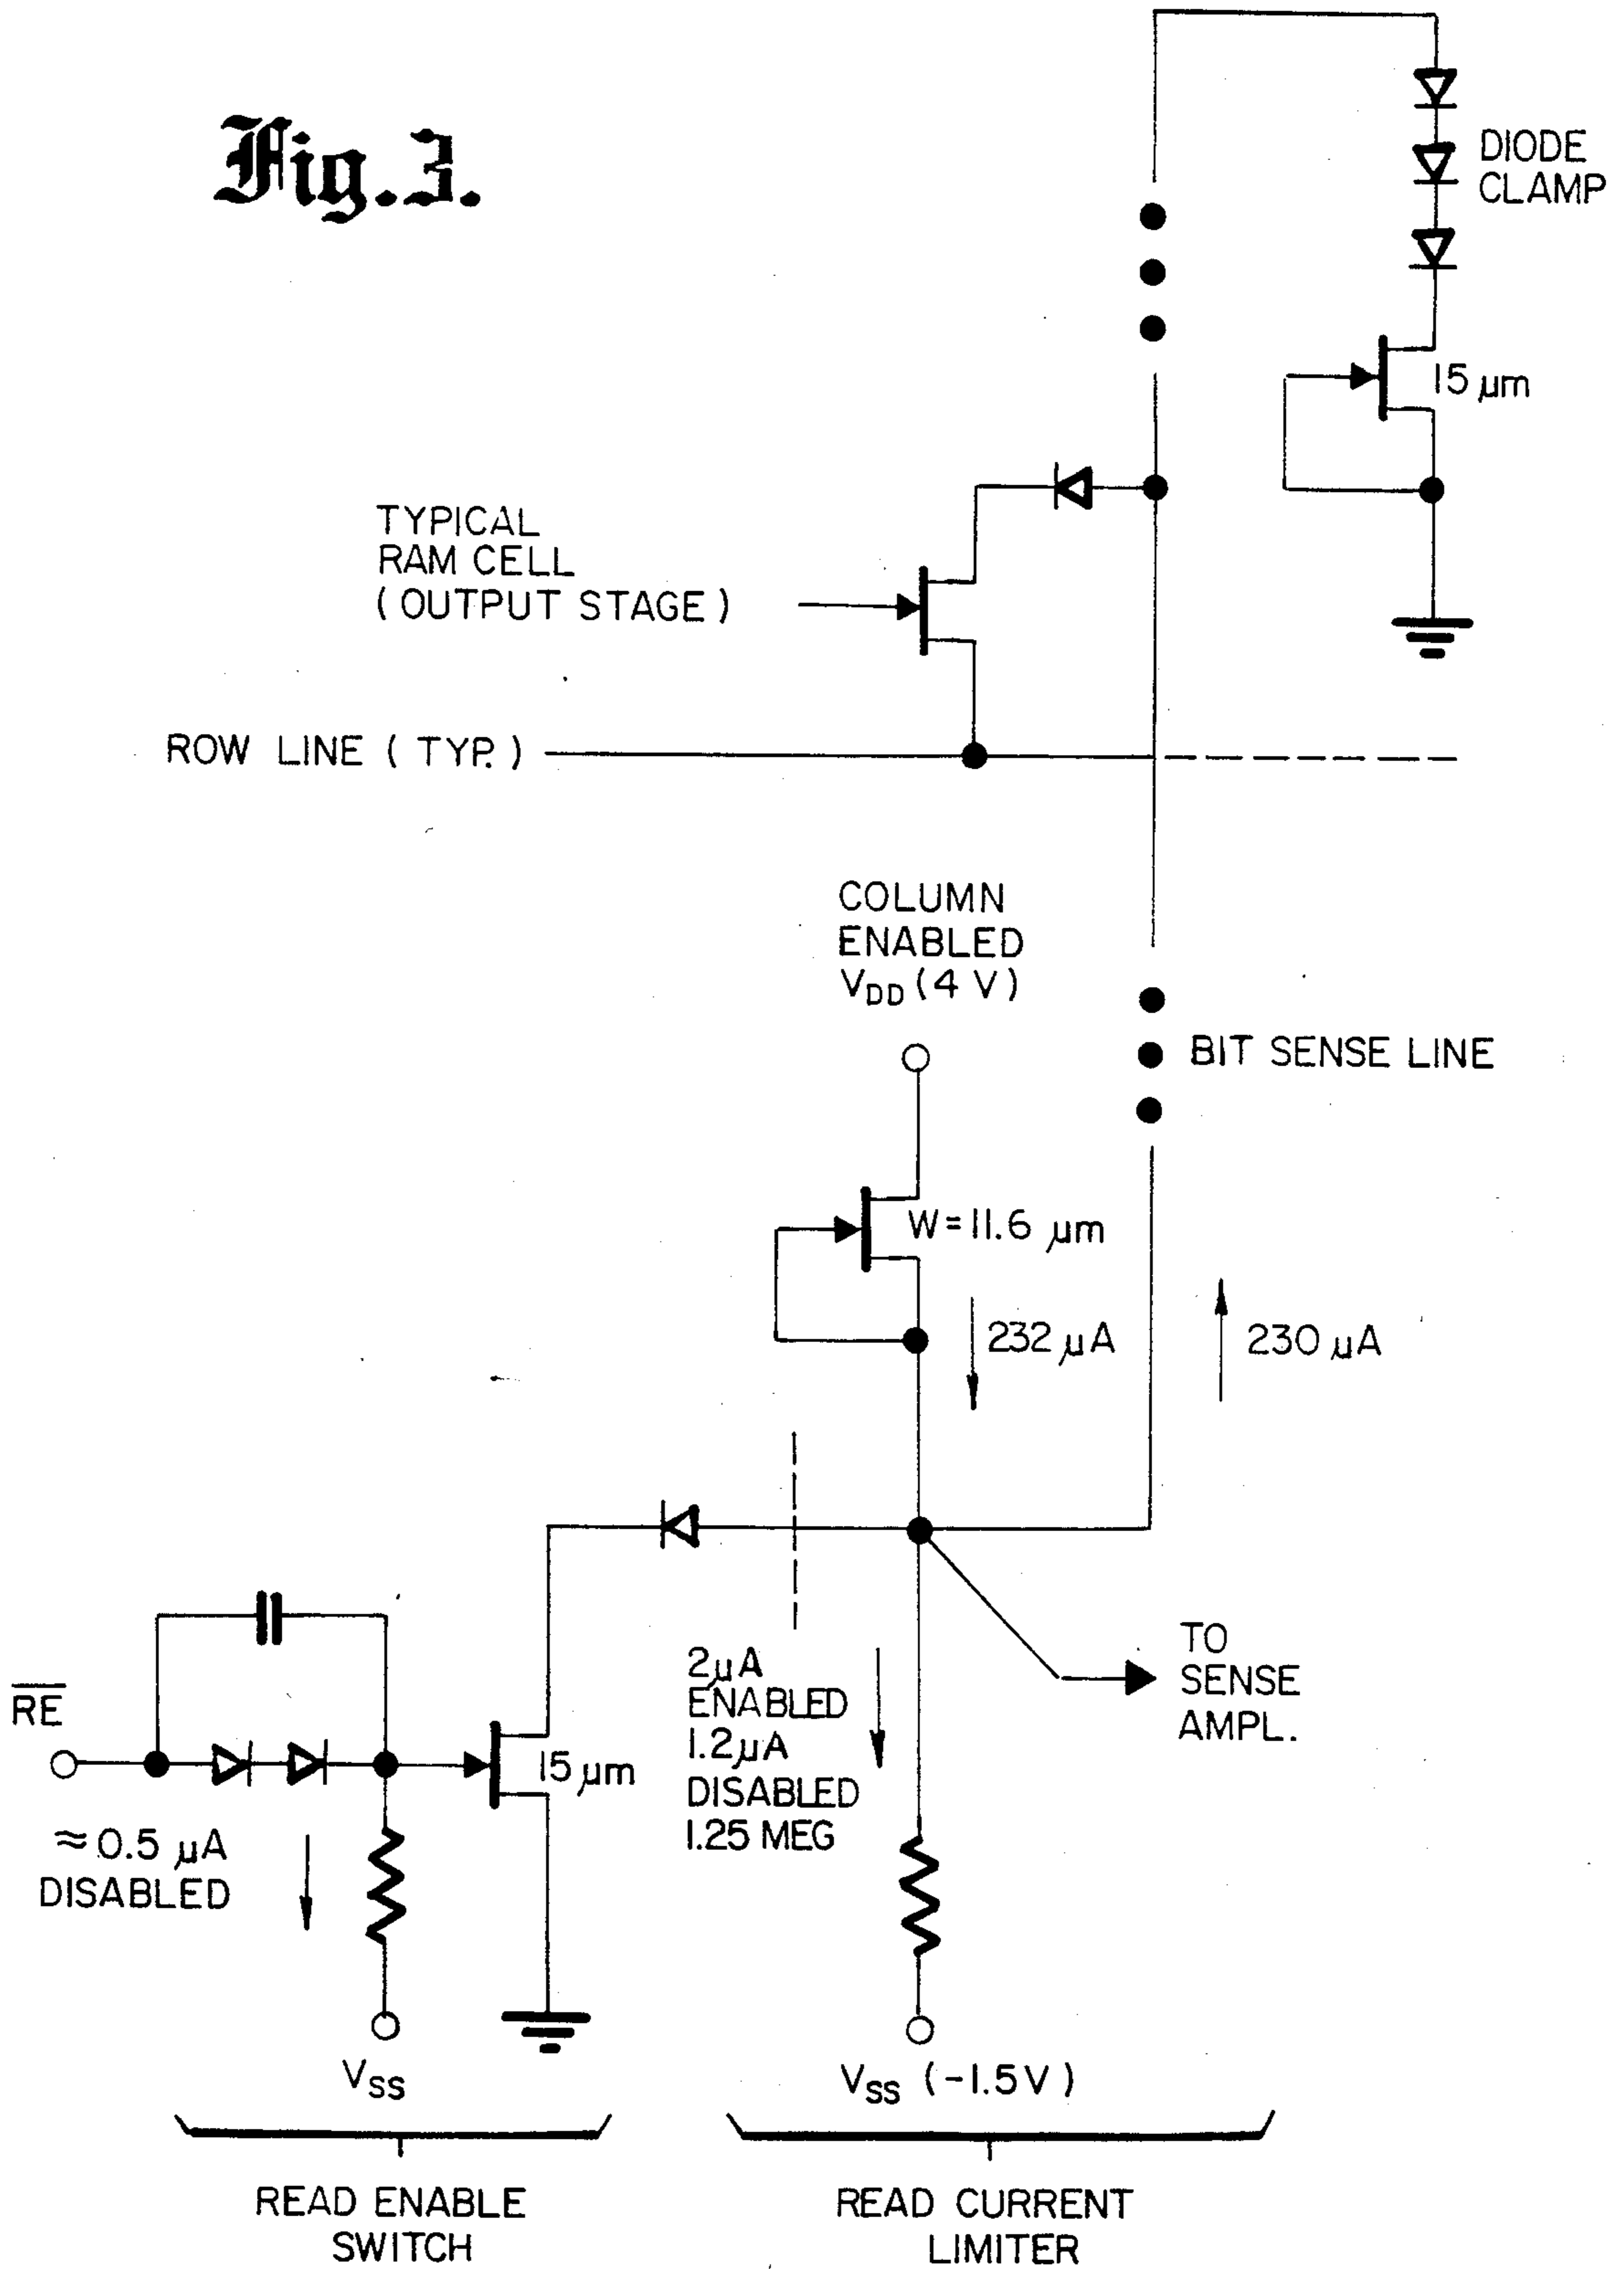 Fig. 3.
DIODE
CLAMP
15 µm
TYPICAL
RAM CELL
( OUTPUT STAGE )
ROW LINE ( TYP. )
COLUMN
ENABLED
VDD (4 V)
BIT SENSE LINE
W=11.6 µm
232 µA
230 µA
TO
SENSE
AMPL.
2µA
ENABLED
1.2µA
DISABLED
1.25 MEG
RE
15 µm
≈0.5 µA
DISABLED
VSS
VSS (-1.5V)
READ ENABLE
SWITCH
READ CURRENT
LIMITER